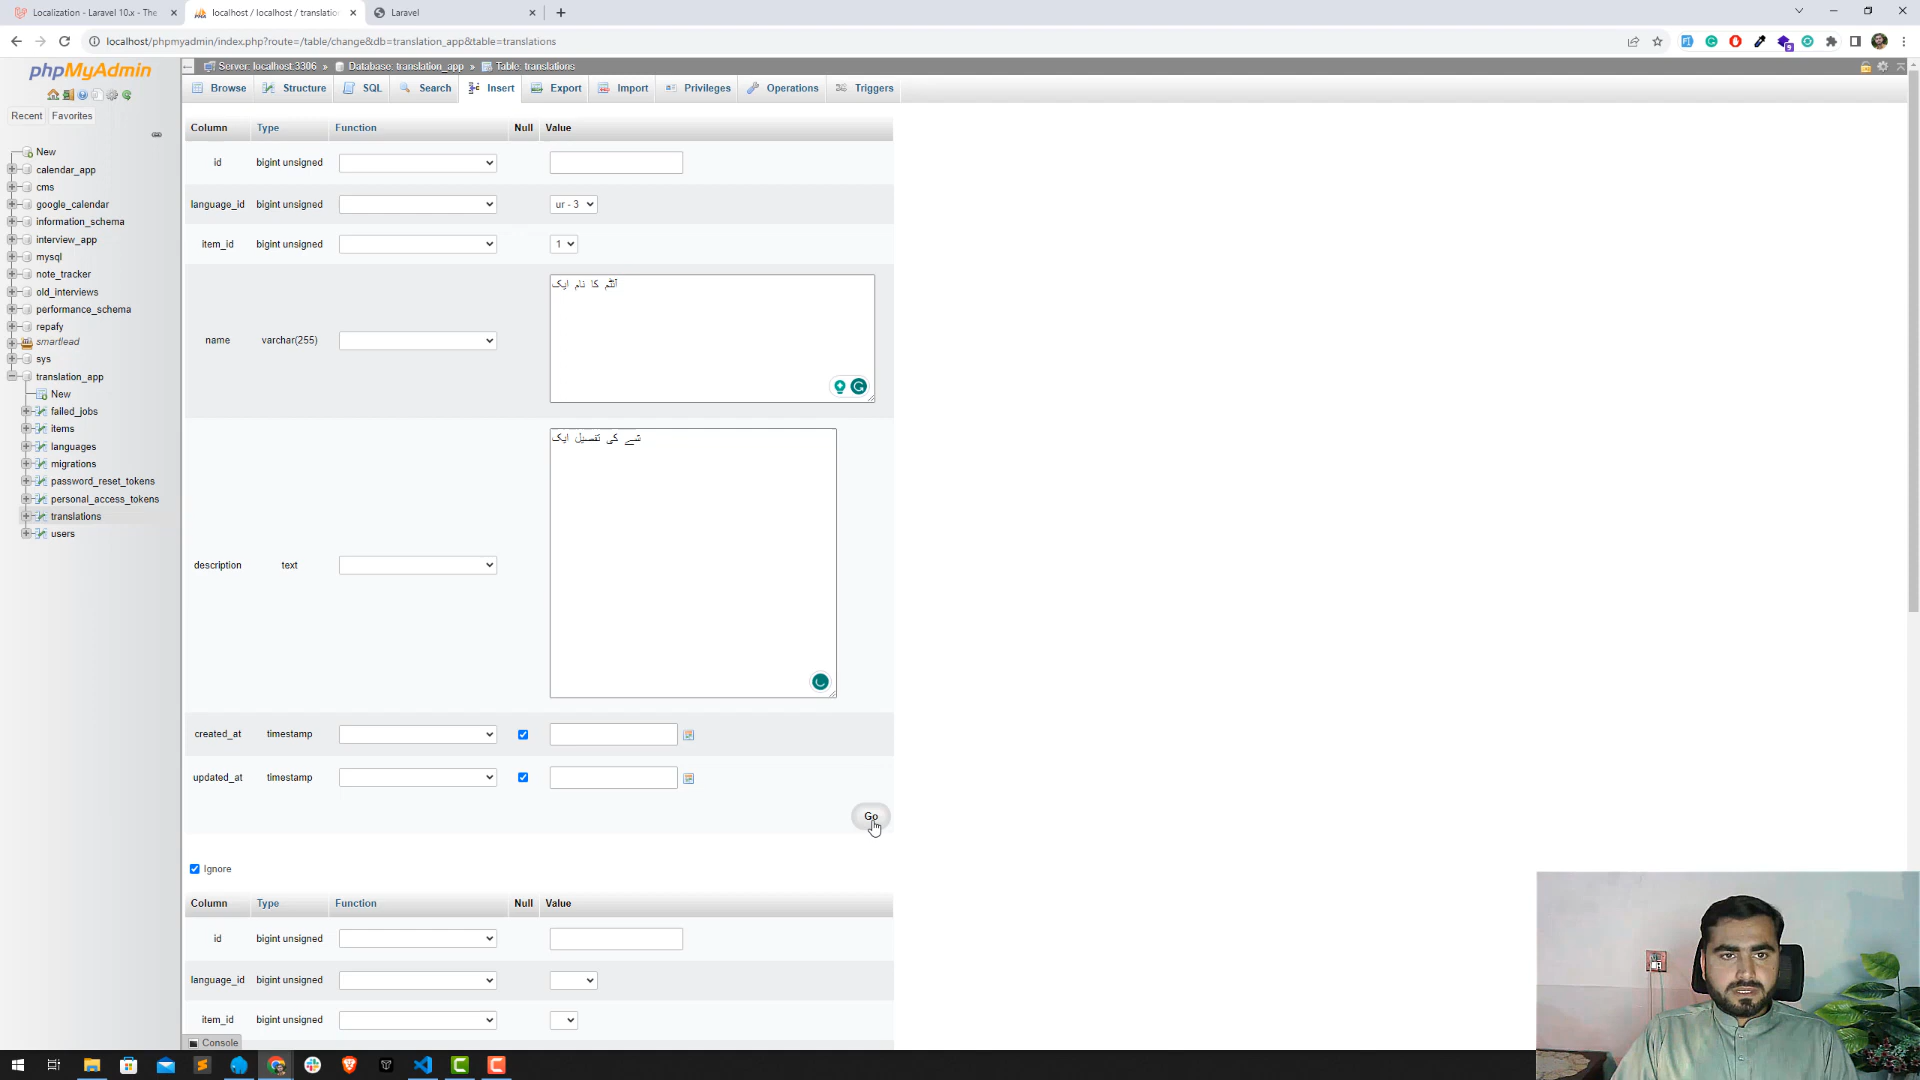 Localization - Laravel 10.x - The
localhost / localhost / translatio
Laravel
localhost/phpmyadmin/index.php?route=/table/change&db=translation_app&table=translations
phpMyAdmin
Recent
Favorites
New
calendar_app
cms
google_calendar
information_schema
interview_app
mysql
note_tracker
old_interviews
performance_schema
repafy
smartlead
sys
translation_app
New
failed_jobs
items
languages
migrations
password_reset_tokens
personal_access_tokens
translations
users
Server: localhost:3306 » Database: translation_app » Table: translations
Browse Structure SQL Search Insert Export Import Privileges Operations Triggers
Column Type Function Null Value
id bigint unsigned
language_id bigint unsigned ur - 3
item_id bigint unsigned 1
name varchar(255)
آئٹم کا نام ایک
description text
شے کی تفسیل ایک
created_at timestamp
updated_at timestamp
Go
Ignore
Column Type Function Null Value
id bigint unsigned
language_id bigint unsigned
item_id bigint unsigned
Console